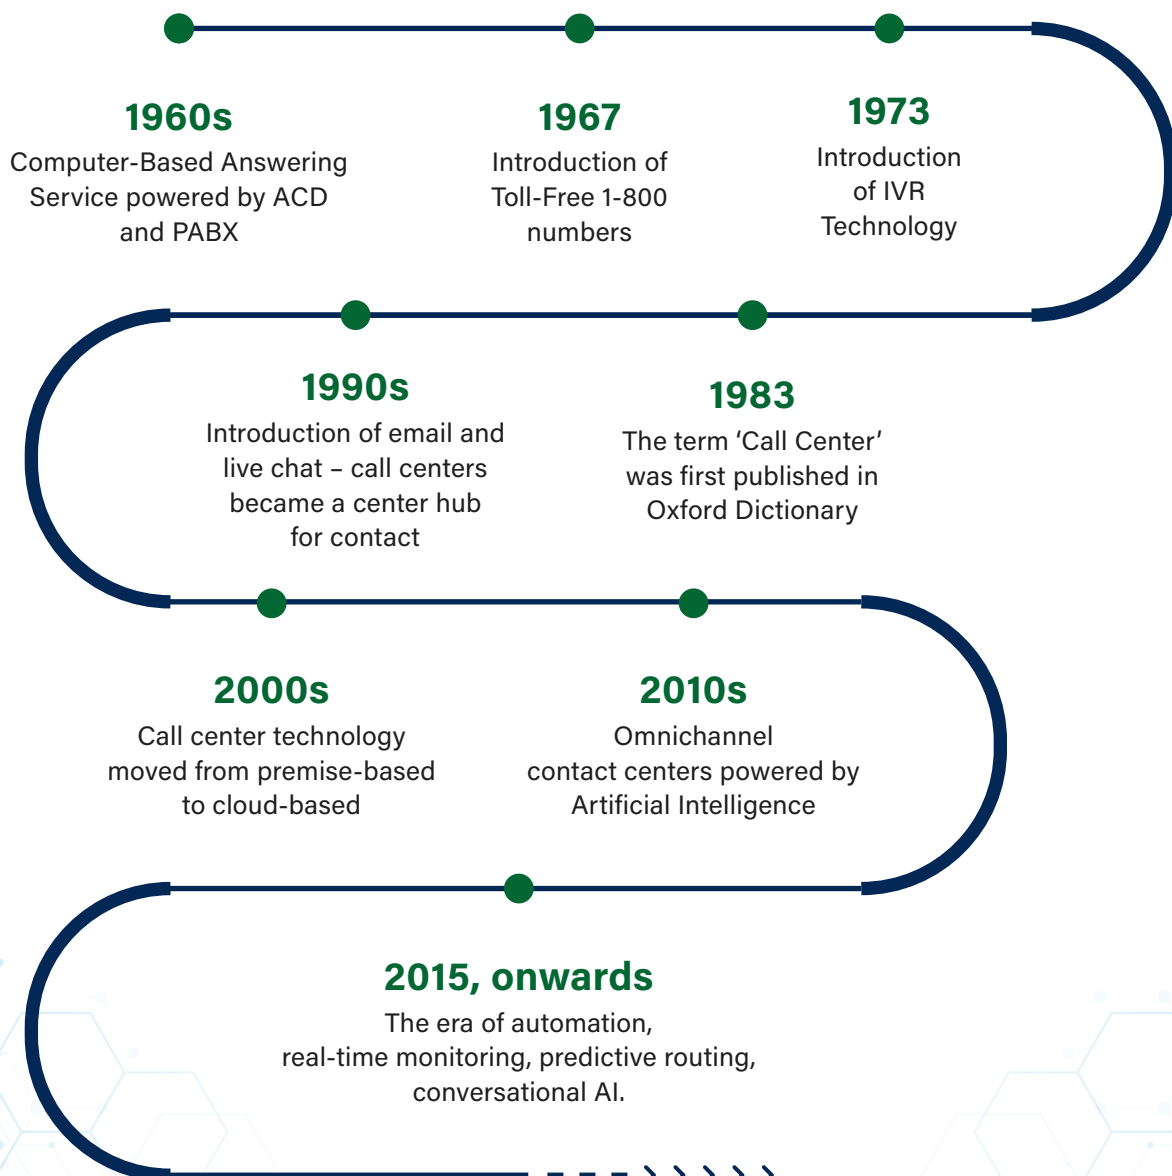 1960s
Computer-Based Answering
Service powered by ACD
and PABX
1967
Introduction of
Toll-Free 1-800
numbers
1973
Introduction
of IVR
Technology
1983
The term ‘Call Center’
was first published in
Oxford Dictionary
1990s
Introduction of email and
live chat – call centers
became a center hub
for contact
2000s
Call center technology
moved from premise-based
to cloud-based
2010s
Omnichannel
contact centers powered by
Artificial Intelligence
2015, onwards
The era of automation,
real-time monitoring, predictive routing,
conversational AI.